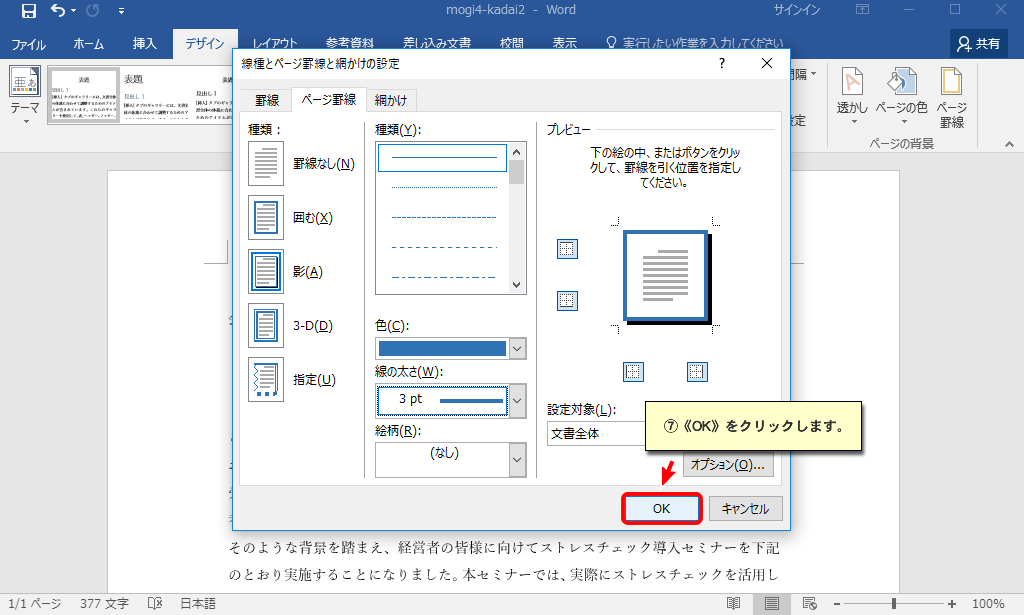 mogi4-kadai2 - Word
サインイン
ファイル
ホーム
挿入
デザイン
レイアウト
参考資料
差し込み文書
校閲
表示
実行したい作業を入力してください
共有
テーマ
表題
見出し 1
表題
見出し 1
透かし
ページの色
ページ
罫線
ページの背景
線種とページ罫線と網かけの設定
?
罫線
ページ罫線
網かけ
種類：
罫線なし(N)
囲む(X)
影(A)
3-D(D)
指定(U)
種類(Y):
色(C):
線の太さ(W):
3 pt
絵柄(R):
(なし)
プレビュー
下の絵の中、またはボタンをクリッ
クして、罫線を引く位置を指定し
てください。
設定対象(L):
文書全体
⑦《OK》をクリックします。
オプション(O)...
OK
キャンセル
そのような背景を踏まえ、経営者の皆様に向けてストレスチェック導入セミナーを下記
のとおり実施することになりました。本セミナーでは、実際にストレスチェックを活用し
1/1 ページ
377 文字
日本語
100%